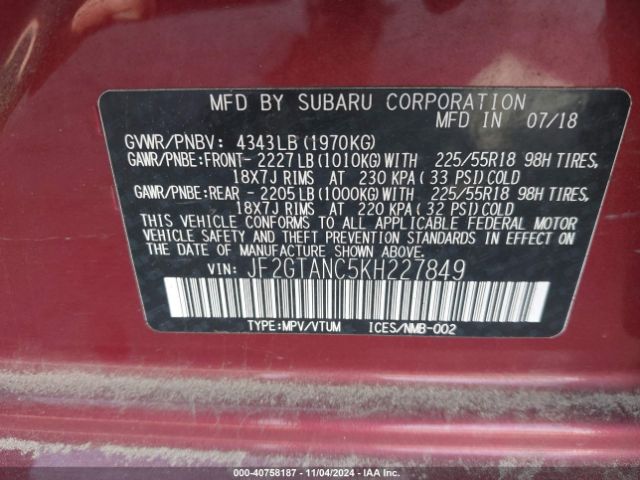 MFD BY SUBARU CORPORATION
MFD IN 07/18
GVWR/PNBV: 4343LB(1970KG)
GAWR/PNBE:FRONT- 2227LB(1010KG)WITH 225/55R18 98H TIRES,
18X7J RIMS AT 230 KPA( 33 PSI)COLD
GAWR/PNBE:REAR - 2205LB(1000KG)WITH 225/55R18 98H TIRES,
18X7J RIMS AT 220 KPA( 32 PSI)COLD
THIS VEHICLE CONFORMS TO ALL APPLICABLE FEDERAL MOTOR
VEHICLE SAFETY AND THEFT PREVENTION STANDARDS IN EFFECT
ON THE DATE OF MANUFACTURE SHOWN ABOVE.
VIN: JF2GTANC5KH227849
TYPE:MPV/VTUM ICES/NMB-002
000-40758187 - 11/04/2024 - IAA Holdings, LLC.